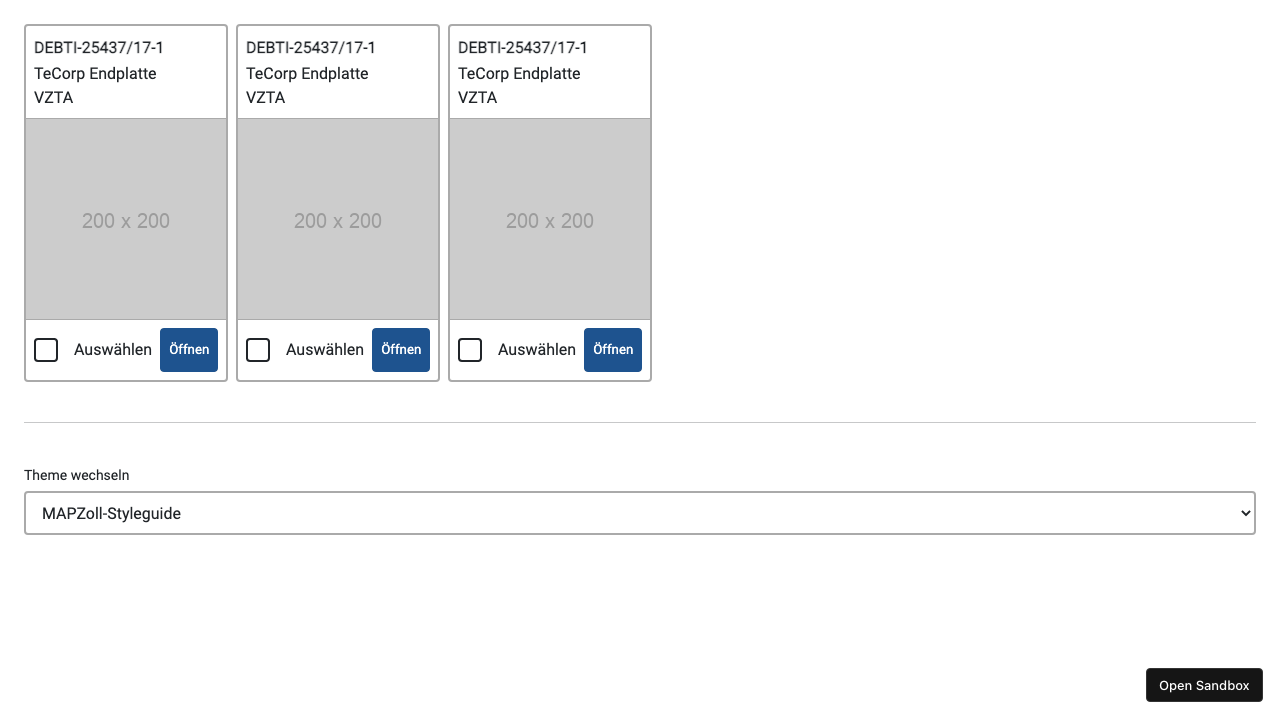 DEBTI-25437/17-1
TeCorp Endplatte
VZTA
200 x 200
Auswählen Öffnen
DEBTI-25437/17-1
TeCorp Endplatte
VZTA
200 x 200
Auswählen Öffnen
DEBTI-25437/17-1
TeCorp Endplatte
VZTA
200 x 200
Auswählen Öffnen
Theme wechseln
MAPZoll-Styleguide
Open Sandbox